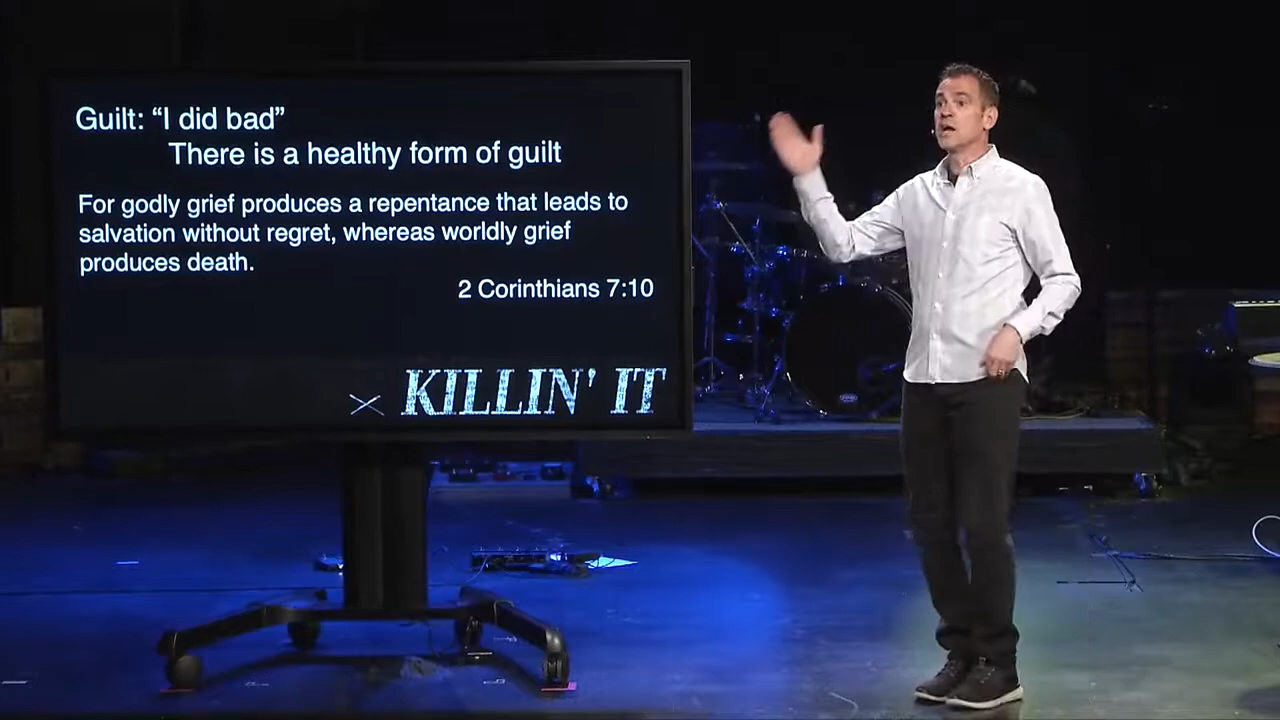 Guilt: “I did bad”
There is a healthy form of guilt
For godly grief produces a repentance that leads to
salvation without regret, whereas worldly grief
produces death.
2 Corinthians 7:10
KILLIN' IT